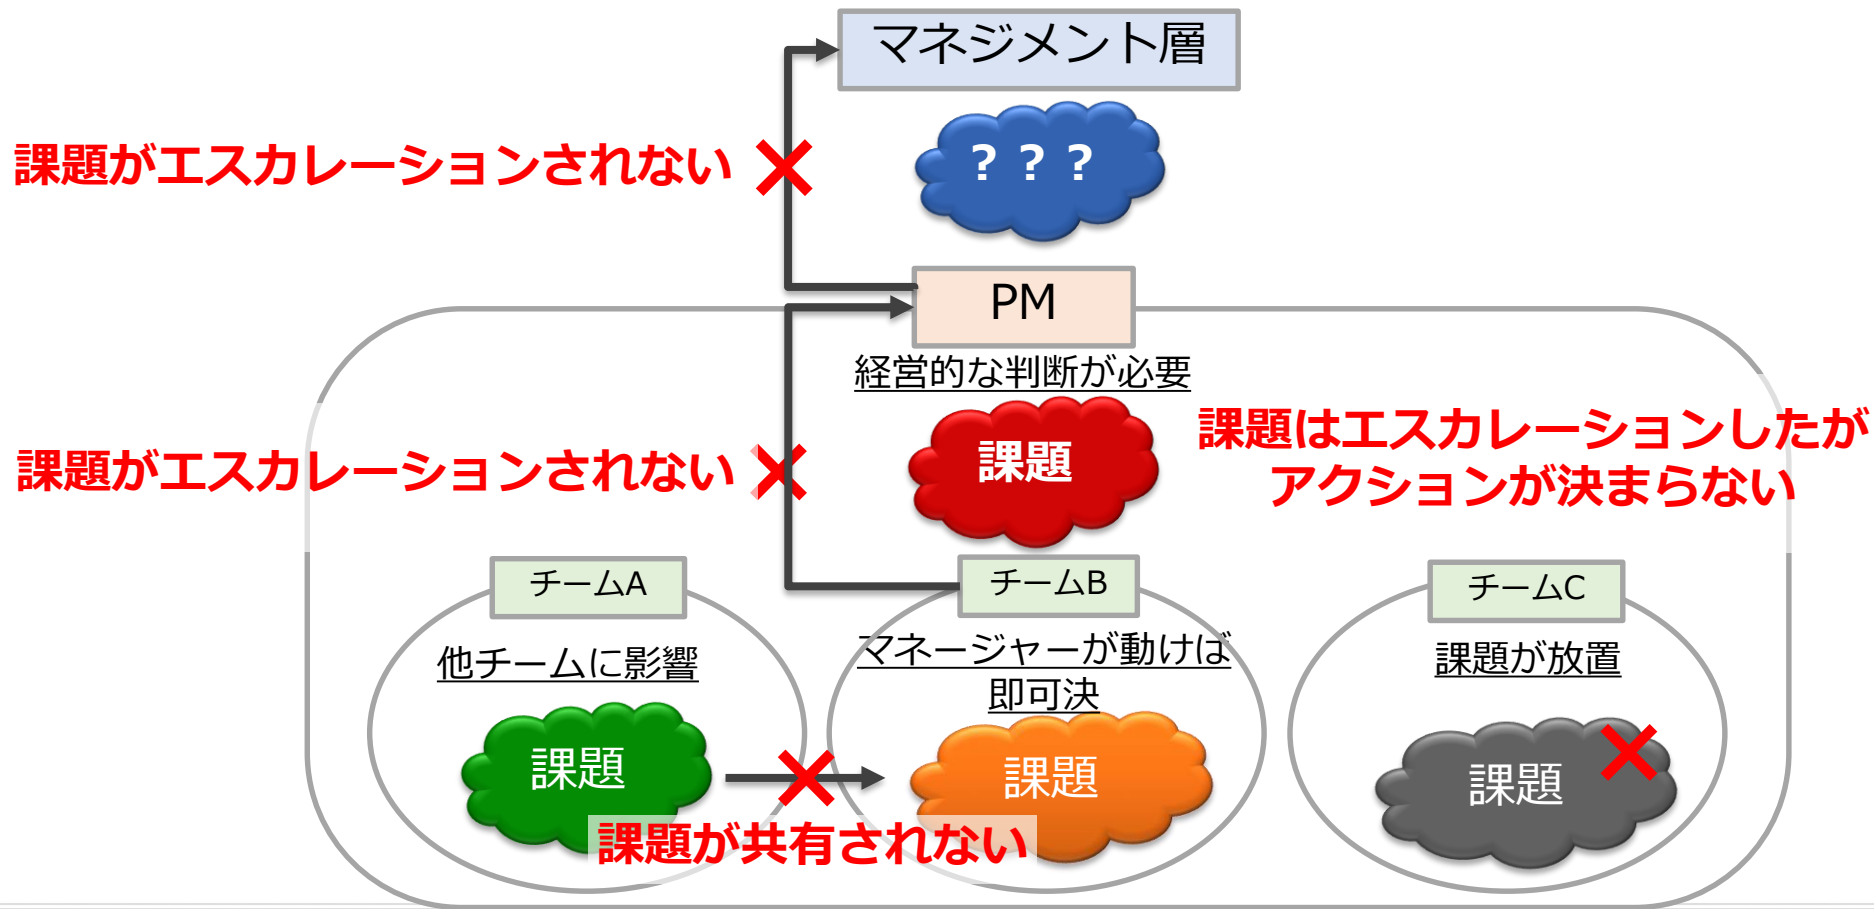 マネジメント層
課題がエスカレーションされない
？？？
PM
経営的な判断が必要
課題がエスカレーションされない
課題
課題はエスカレーションしたが
アクションが決まらない
チームA
チームB
チームC
他チームに影響
マネージャーが動けば
即可決
課題が放置
課題
課題
課題
課題が共有されない